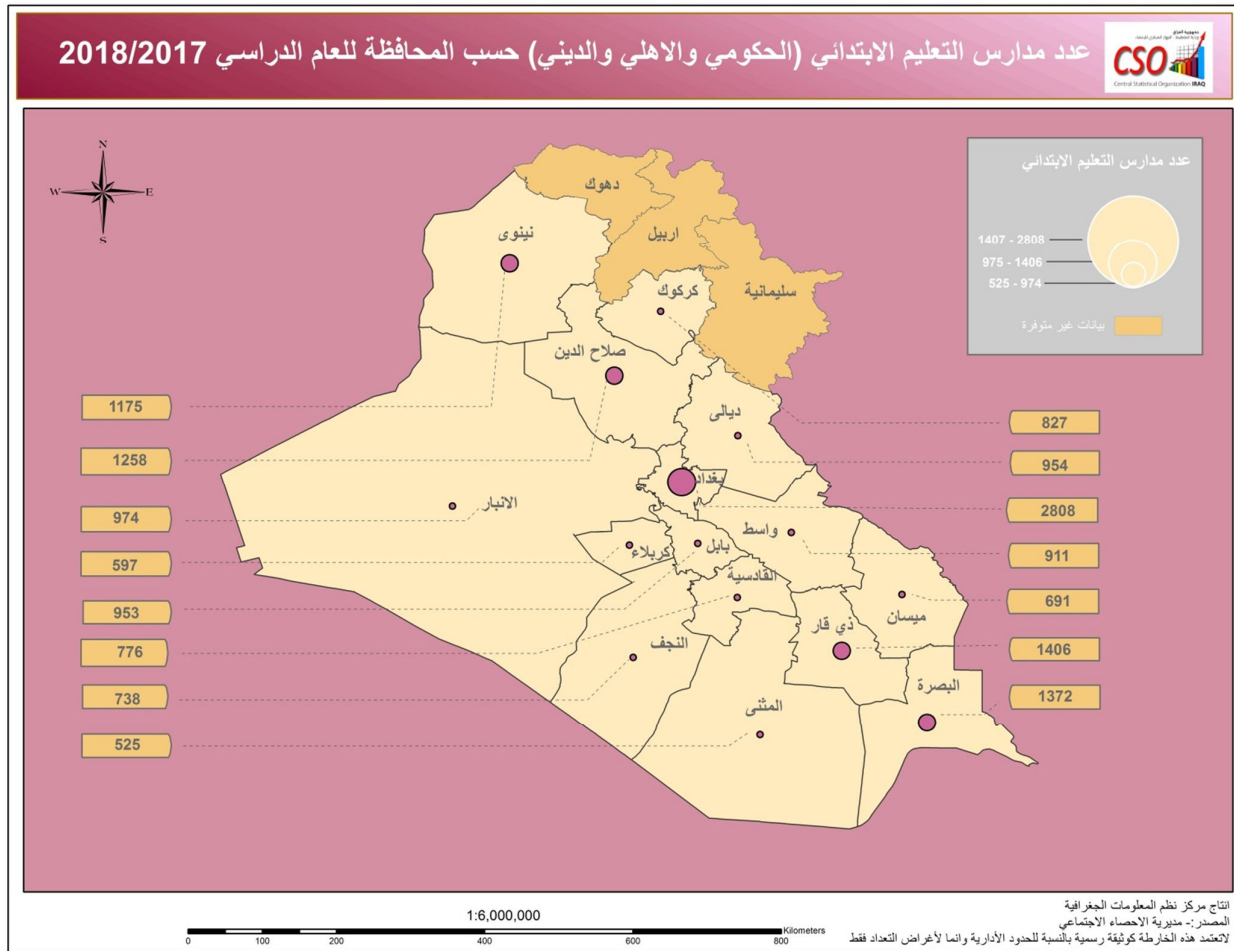 عدد مدارس التعليم الابتدائي (الحكومي والاهلي والديني) حسب المحافظة للعام الدراسي 2018/2017
جمهورية العراق
CSO
Central Statistical Organization IRAQ
N
W
E
S
عدد مدارس التعليم الابتدائي
1407 - 2808
975 - 1406
525 - 974
بيانات غير متوفرة
دهوك
اربيل
نينوى
سليمانية
كركوك
صلاح الدين
ديالى
بغداد
الانبار
واسط
بابل
كربلاء
القادسية
ميسان
ذي قار
النجف
البصرة
المثنى
1175
1258
974
597
953
776
738
525
827
954
2808
911
691
1406
1372
1:6,000,000
Kilometers
0 100 200 400 600 800
انتاج مركز نظم المعلومات الجغرافية
المصدر:- مديرية الاحصاء الاجتماعي
لاتعتمد هذه الخارطة كوثيقة رسمية بالنسبة للحدود الأدارية وانما لأغراض التعداد فقط